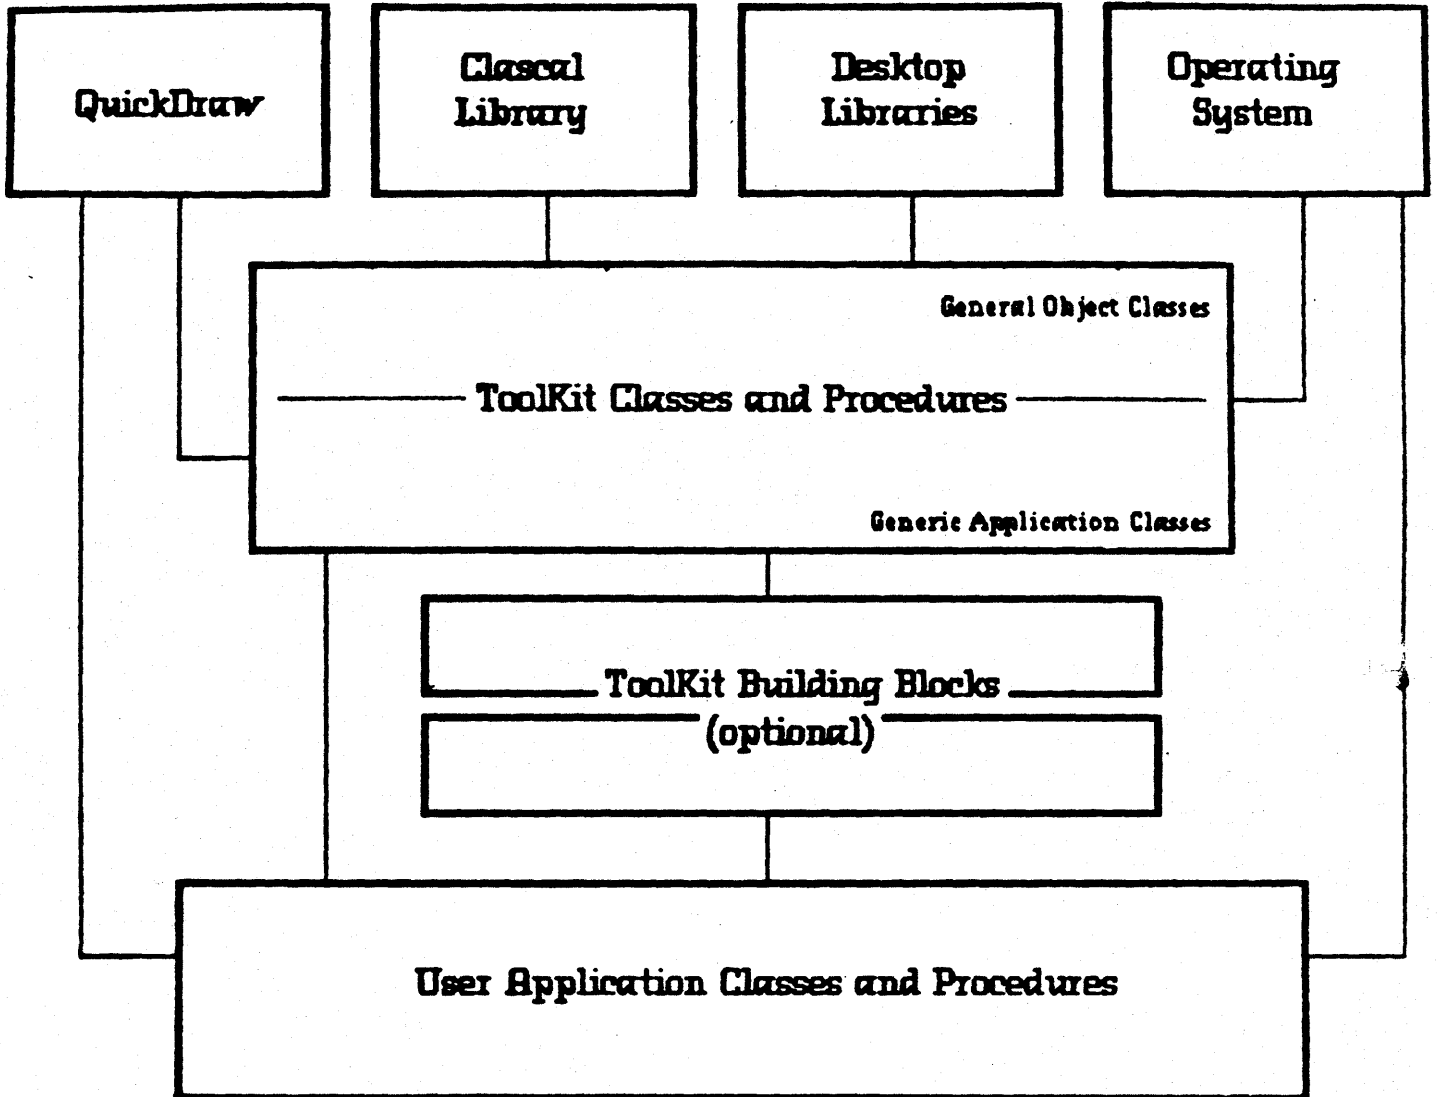 QuickDraw
Clascal
Library
Desktop
Libraries
Operating
System
General Object Classes
ToolKit Classes and Procedures
Generic Application Classes
ToolKit Building Blocks
(optional)
User Application Classes and Procedures